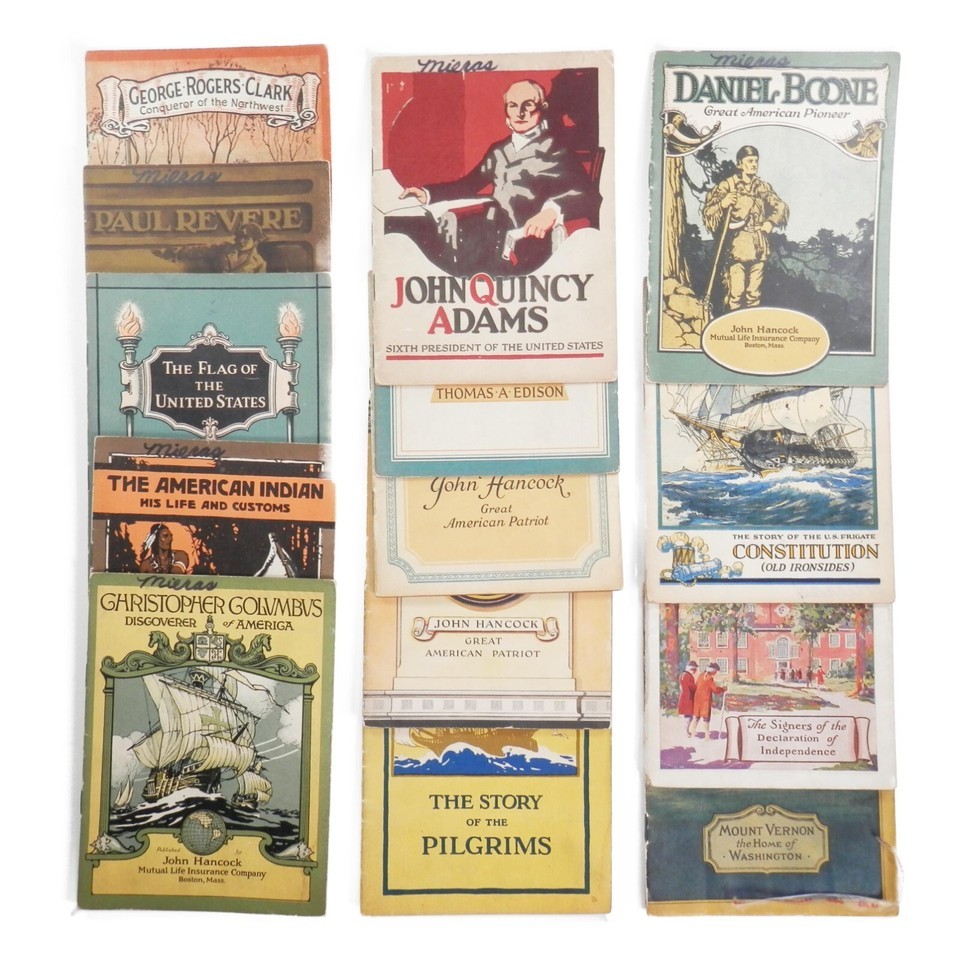 GEORGE·ROGERS·CLARK
Conqueror of the Northwest
Mieras
PAUL REVERE
THE FLAG OF
THE
UNITED STATES
Mieras
THE AMERICAN INDIAN
HIS LIFE AND CUSTOMS
Mieras
CHRISTOPHER COLVMBVS
DISCOVERER of AMERICA
Published by
John Hancock
Mutual Life Insurance Company
Boston, Mass.
Mieras
JOHN QUINCY
ADAMS
SIXTH PRESIDENT OF THE UNITED STATES
THOMAS·A·EDISON
John Hancock
Great
American Patriot
JOHN HANCOCK
GREAT
AMERICAN PATRIOT
THE STORY
OF THE
PILGRIMS
Mieras
DANIEL·BOONE
Great American Pioneer
John Hancock
Mutual Life Insurance Company
Boston, Mass
THE STORY OF THE U.S. FRIGATE
CONSTITUTION
(OLD IRONSIDES)
The Signers of the
Declaration of
Independence
MOUNT VERNON
the HOME of
·WASHINGTON·